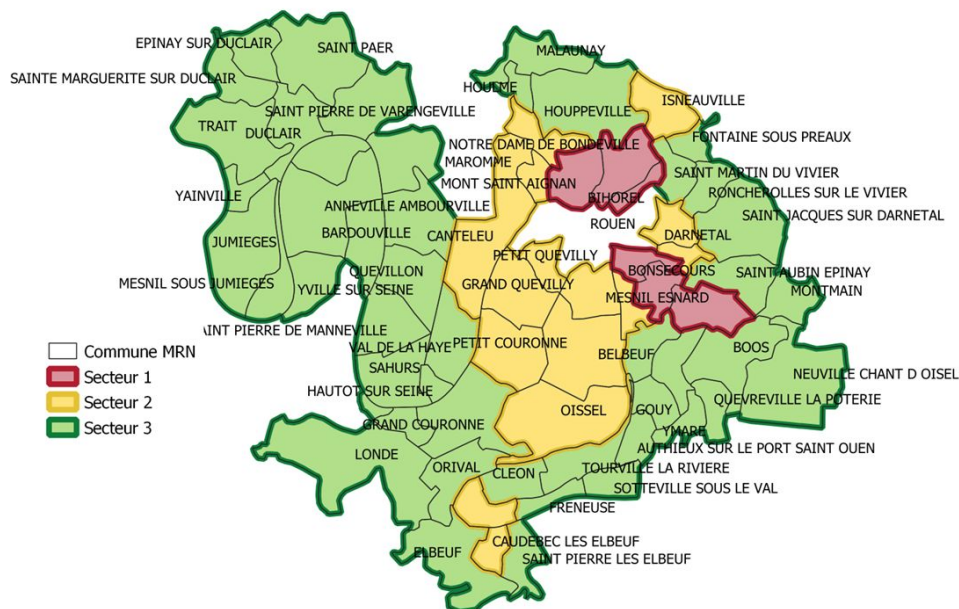 EPINAY SUR DUCLAIR
SAINT PAER
MALAUNAY
SAINTE MARGUERITE SUR DUCLAIR
HOULME
ISNEAUVILLE
SAINT PIERRE DE VARENGEVILLE
HOUPPEVILLE
TRAIT
DUCLAIR
FONTAINE SOUS PREAUX
NOTRE DAME DE BONDEVILLE
MAROMME
SAINT MARTIN DU VIVIER
MONT SAINT AIGNAN
YAINVILLE
RONCHEROLLES SUR LE VIVIER
BIHOREL
ANNEVILLE AMBOURVILLE
SAINT JACQUES SUR DARNETAL
ROUEN
BARDOUVILLE
CANTELEU
DARNETAL
JUMIEGES
PETIT QUEVILLY
QUEVILLON
BONSECOURS
SAINT AUBIN EPINAY
MESNIL SOUS JUMIEGES
YVILLE SUR SEINE
GRAND QUEVILLY
MONTMAIN
MESNIL ESNARD
AINT PIERRE DE MANNEVILLE
VAL DE LA HAYE
PETIT COURONNE
BOOS
Commune MRN
BELBEUF
SAHURS
NEUVILLE CHANT D OISEL
Secteur 1
HAUTOT SUR SEINE
QUEVREVILLE LA POTERIE
Secteur 2
OISSEL
GOUY
GRAND COURONNE
Secteur 3
YMARE
AUTHIEUX SUR LE PORT SAINT OUEN
LONDE
ORIVAL
CLEON
TOURVILLE LA RIVIERE
SOTTEVILLE SOUS LE VAL
FRENEUSE
CAUDEBEC LES ELBEUF
ELBEUF
SAINT PIERRE LES ELBEUF